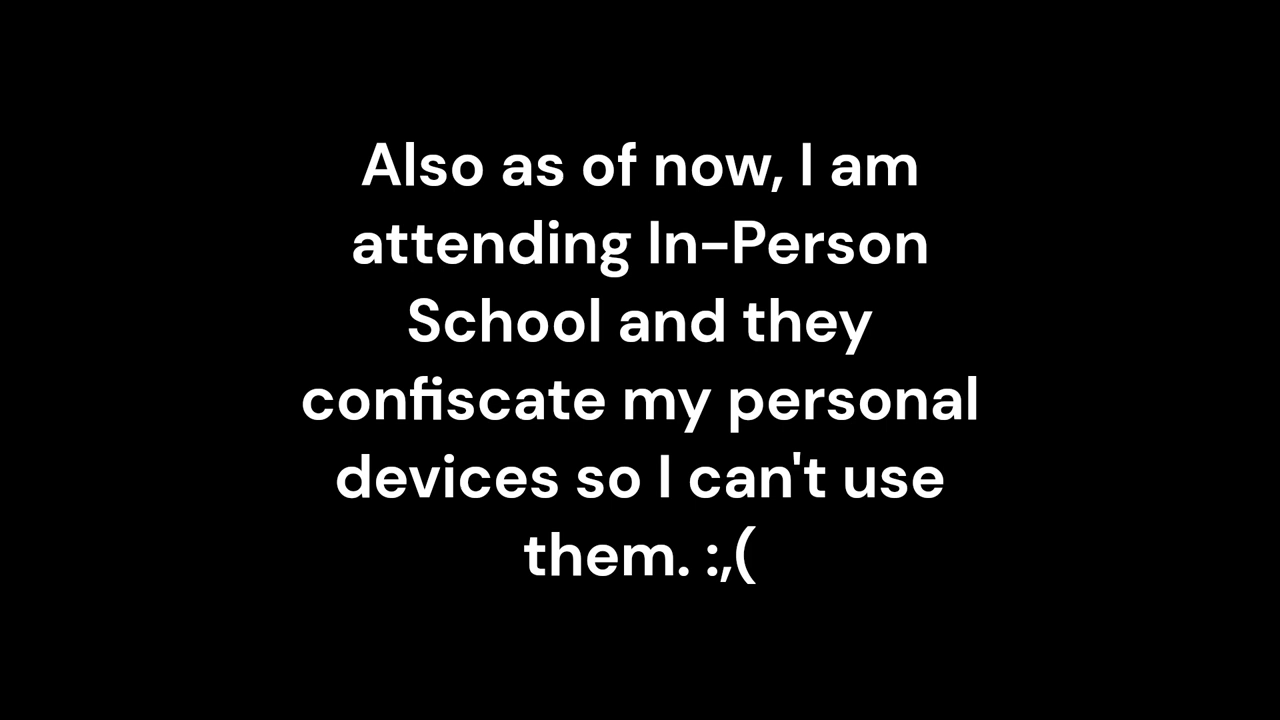 Also as of now, I am
attending In-Person
School and they
confiscate my personal
devices so I can't use
them. :,(